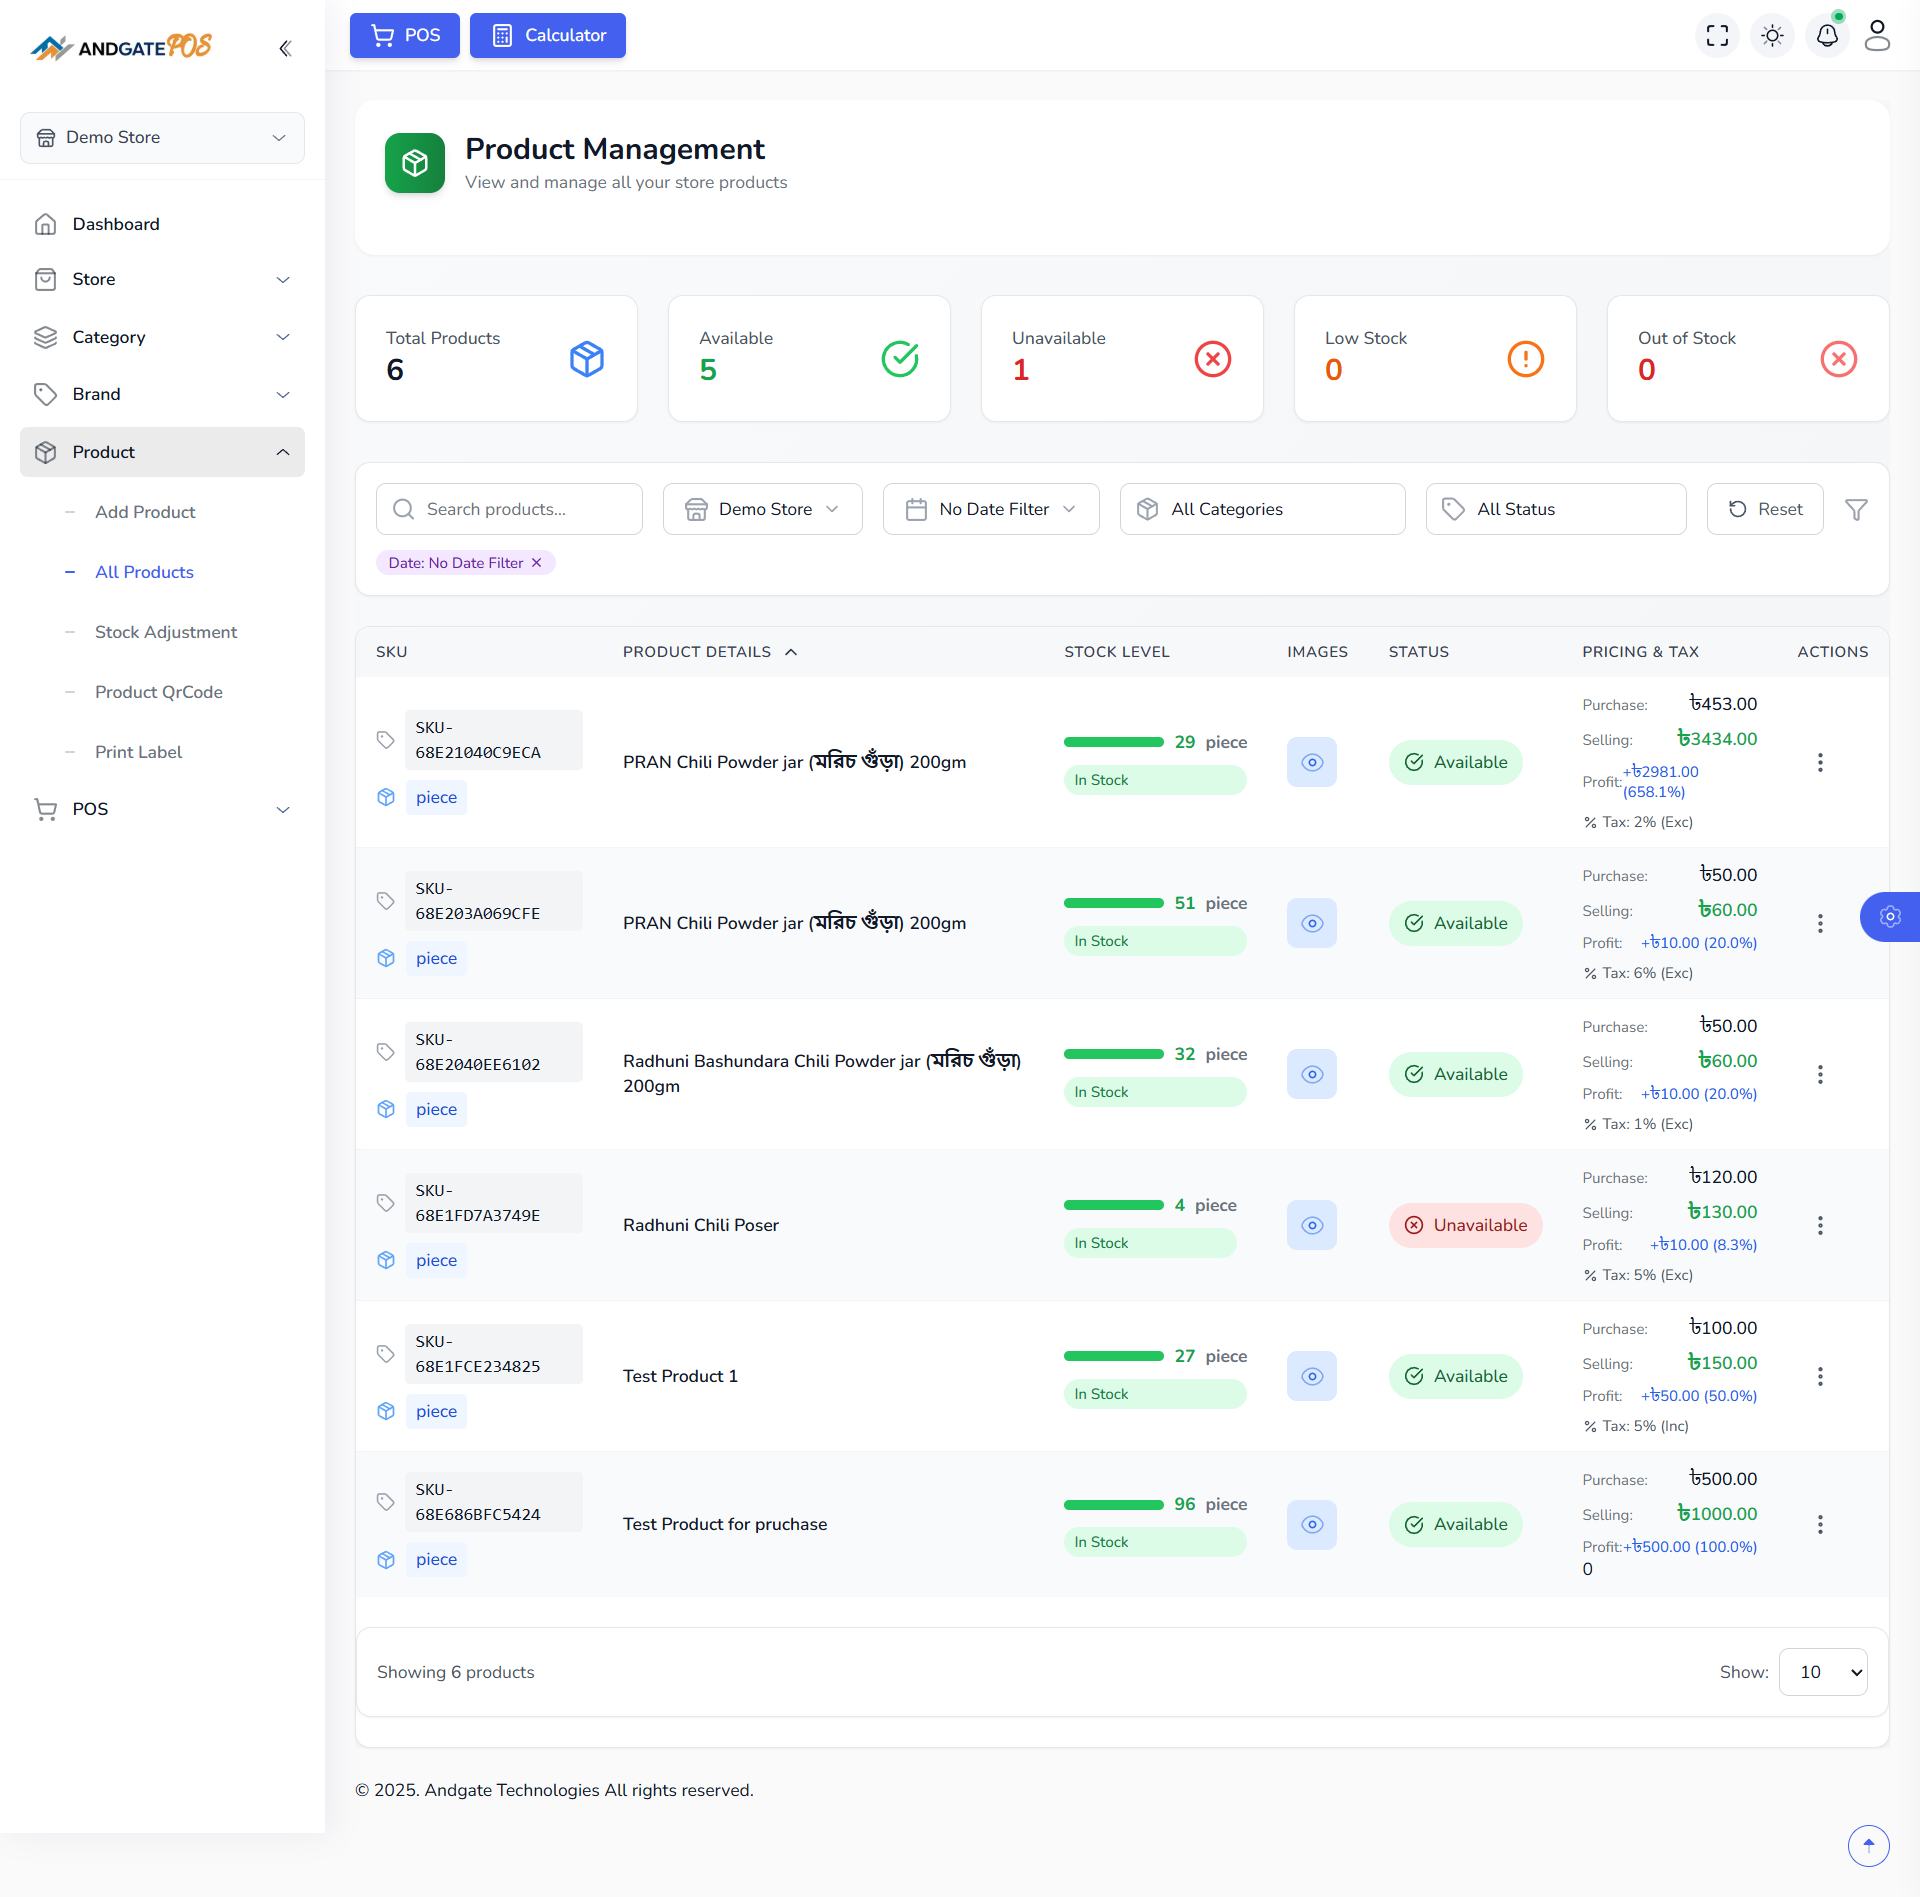 ANDGATE POS
POS
Calculator
Demo Store
Dashboard
Store
Category
Brand
Product
Add Product
All Products
Stock Adjustment
Product QrCode
Print Label
POS
Product Management
View and manage all your store products
Total Products
6
Available
5
Unavailable
1
Low Stock
0
Out of Stock
0
Search products...
Demo Store
No Date Filter
All Categories
All Status
Reset
Date: No Date Filter ✕
SKU PRODUCT DETAILS STOCK LEVEL IMAGES STATUS PRICING & TAX ACTIONS
SKU-
68E21040C9ECA
piece
PRAN Chili Powder jar (মরিচ গুঁড়া) 200gm
29 piece
In Stock
Available
Purchase: ৳453.00
Selling: ৳3434.00
Profit: +৳2981.00
(658.1%)
% Tax: 2% (Exc)
SKU-
68E203A069CFE
piece
PRAN Chili Powder jar (মরিচ গুঁড়া) 200gm
51 piece
In Stock
Available
Purchase: ৳50.00
Selling: ৳60.00
Profit: +৳10.00 (20.0%)
% Tax: 6% (Exc)
SKU-
68E2040EE6102
piece
Radhuni Bashundara Chili Powder jar (মরিচ গুঁড়া)
200gm
32 piece
In Stock
Available
Purchase: ৳50.00
Selling: ৳60.00
Profit: +৳10.00 (20.0%)
% Tax: 1% (Exc)
SKU-
68E1FD7A3749E
piece
Radhuni Chili Poser
4 piece
In Stock
Unavailable
Purchase: ৳120.00
Selling: ৳130.00
Profit: +৳10.00 (8.3%)
% Tax: 5% (Exc)
SKU-
68E1FCE234825
piece
Test Product 1
27 piece
In Stock
Available
Purchase: ৳100.00
Selling: ৳150.00
Profit: +৳50.00 (50.0%)
% Tax: 5% (Inc)
SKU-
68E686BFC5424
piece
Test Product for pruchase
96 piece
In Stock
Available
Purchase: ৳500.00
Selling: ৳1000.00
Profit:+৳500.00 (100.0%)
0
Showing 6 products
Show: 10
© 2025. Andgate Technologies All rights reserved.